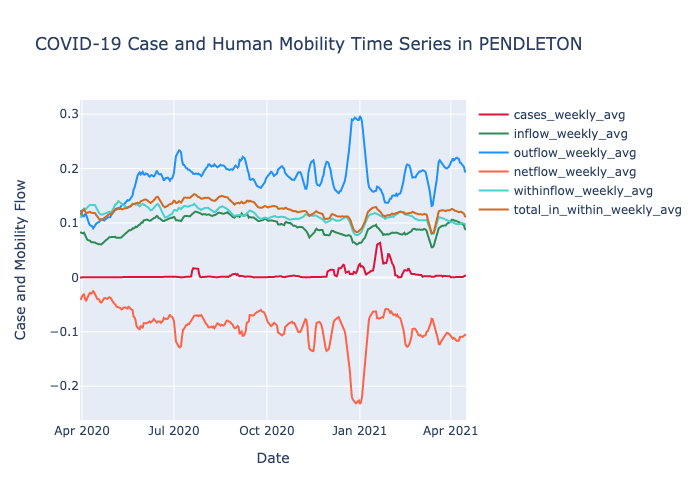 COVID-19 Case and Human Mobility Time Series in PENDLETON
Case and Mobility Flow
0.3
0.2
0.1
0
−0.1
−0.2
Apr 2020
Jul 2020
Oct 2020
Jan 2021
Apr 2021
Date
cases_weekly_avg
inflow_weekly_avg
outflow_weekly_avg
netflow_weekly_avg
withinflow_weekly_avg
total_in_within_weekly_avg